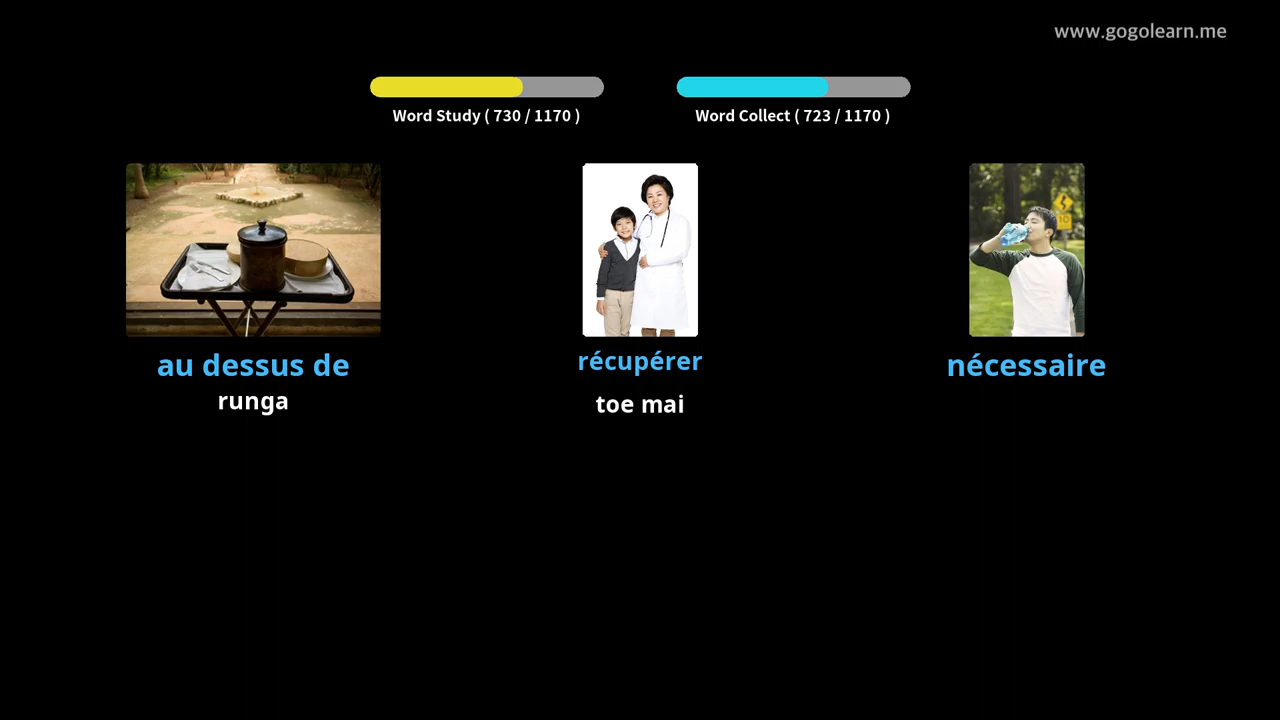 www.gogolearn.me
Word Study ( 730 / 1170 )
Word Collect ( 723 / 1170 )
au dessus de
runga
récupérer
toe mai
nécessaire